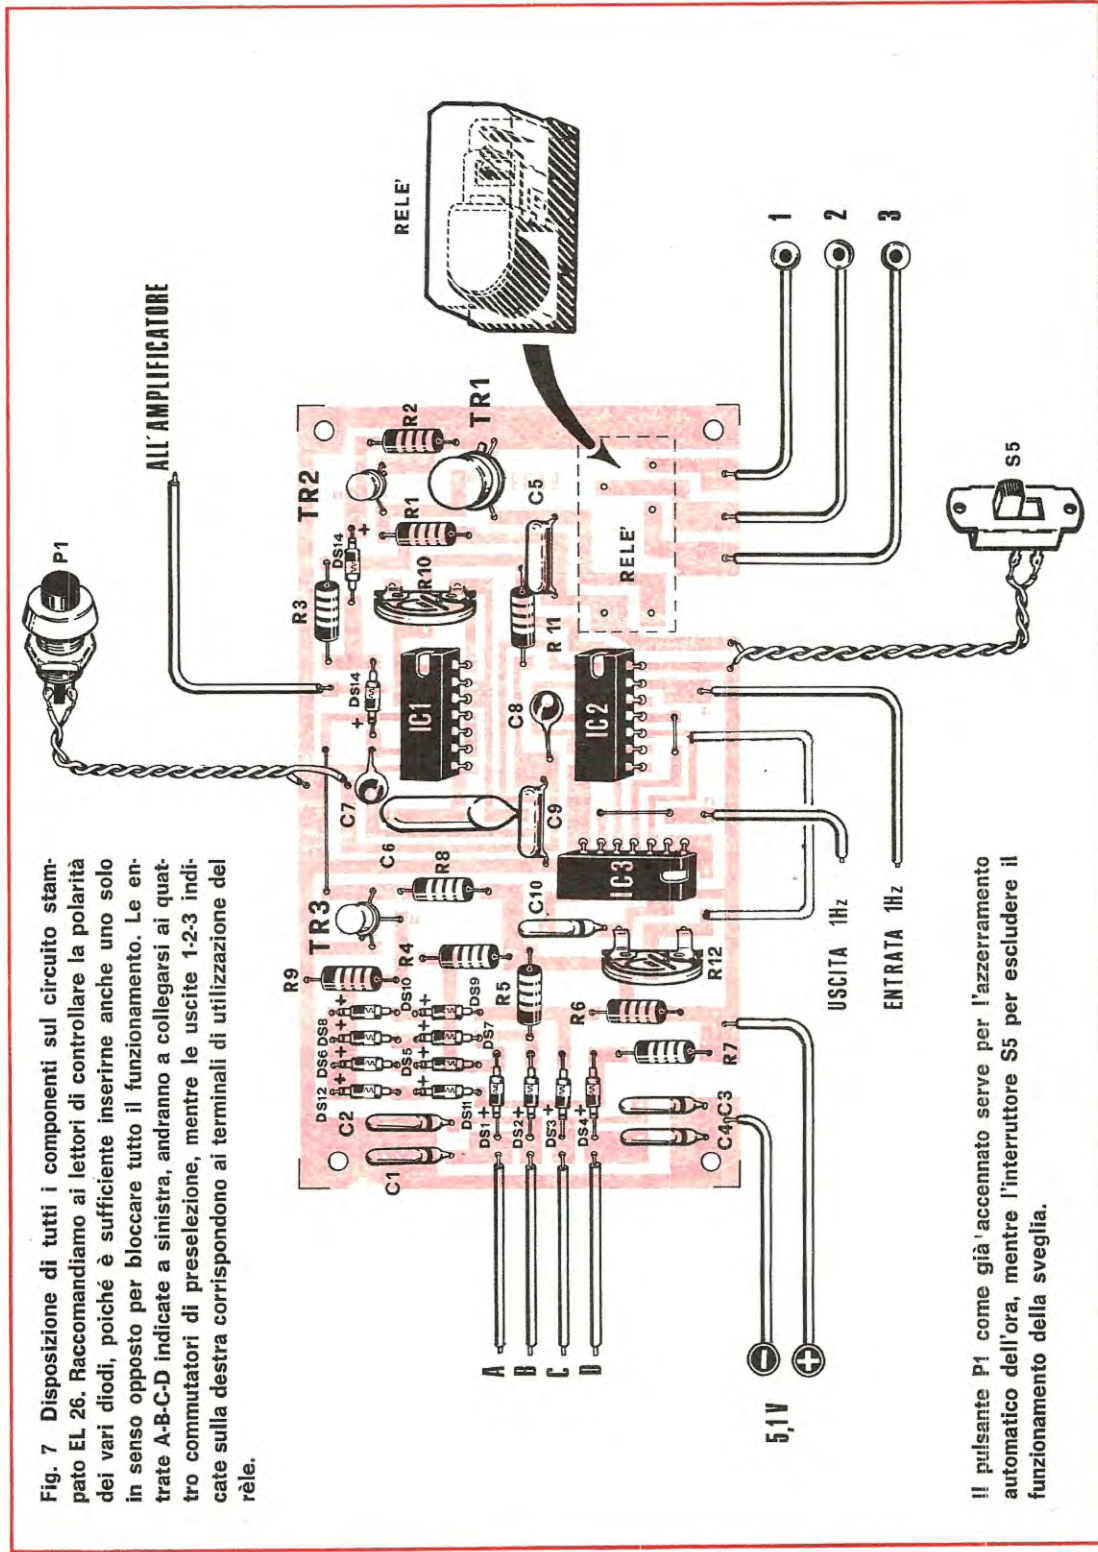 Fig. 7 Disposizione di tutti i componenti sul circuito stam-
pato EL 26. Raccomandiamo ai lettori di controllare la polarità
dei vari diodi, poiché è sufficiente inserirne anche uno solo
in senso opposto per bloccare tutto il funzionamento. Le en-
trate A-B-C-D indicate a sinistra, andranno a collegarsi ai quat-
tro commutatori di preselezione, mentre le uscite 1-2-3 indi-
cate sulla destra corrispondono ai terminali di utilizzazione del
rèle.
P1
ALL'AMPLIFICATORE
RELE'
TR3
R9
DS8
DS10
DS6
DS12
C2
C1
R4
R8
DS9
DS5
DS7
DS11
C6
C7
DS14
+
R3
DS14
+
TR2
R2
TR1
R1
R10
IC1
C5
R 11
C8
C9
C10
R5
DS1
+
DS2
+
DS3
+
DS4
+
R6
R7
C3
C4
R12
IC3
IC2
RELE'
A
B
C
D
5,1V
-
+
USCITA 1Hz
ENTRATA 1Hz
S5
1
2
3
Il pulsante P1 come già accennato serve per l'azzerramento
automatico dell'ora, mentre l'interruttore S5 per escludere il
funzionamento della sveglia.